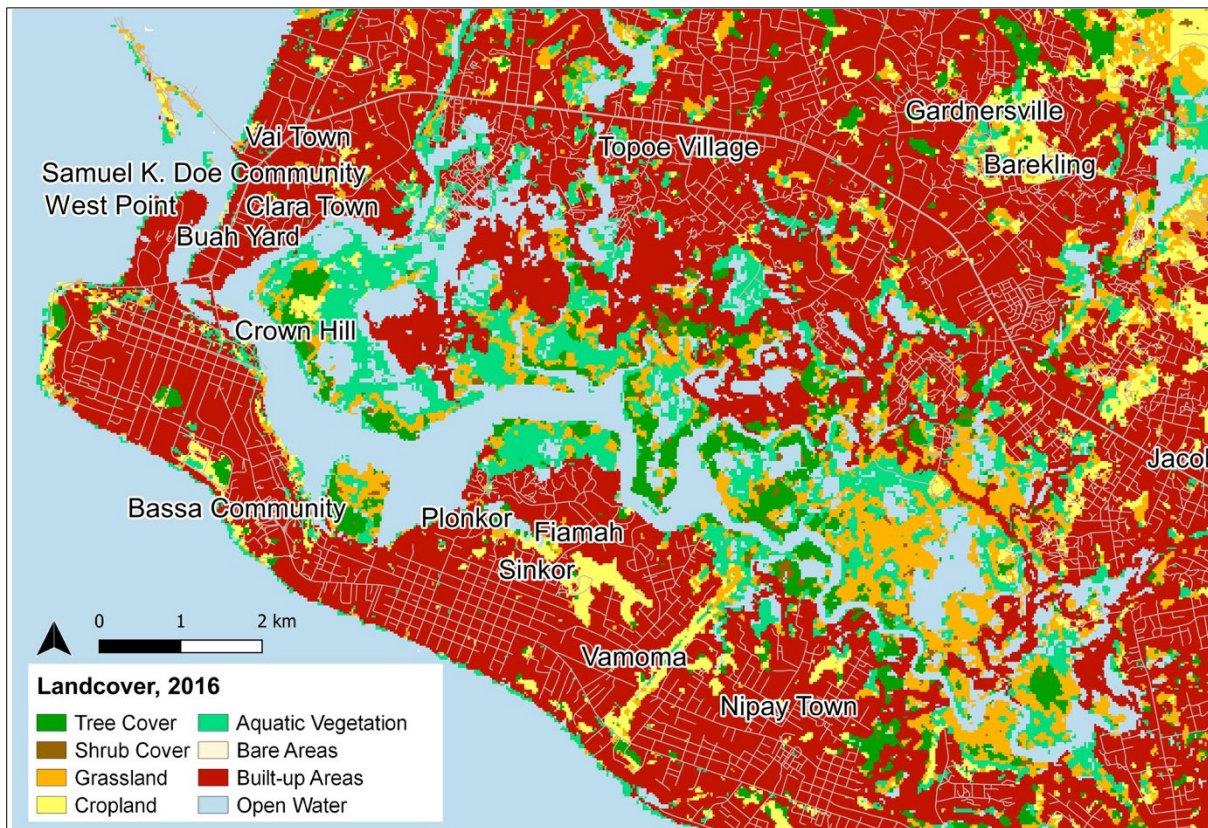 Gardnersville
Vai Town
Topoe Village
Barekling
Samuel K. Doe Community
West Point
Clara Town
Buah Yard
Crown Hill
Jacob
Bassa Community
Plonkor
Fiamah
Sinkor
Vamoma
Nipay Town
0 1 2 km
Landcover, 2016
Tree Cover
Shrub Cover
Grassland
Cropland
Aquatic Vegetation
Bare Areas
Built-up Areas
Open Water